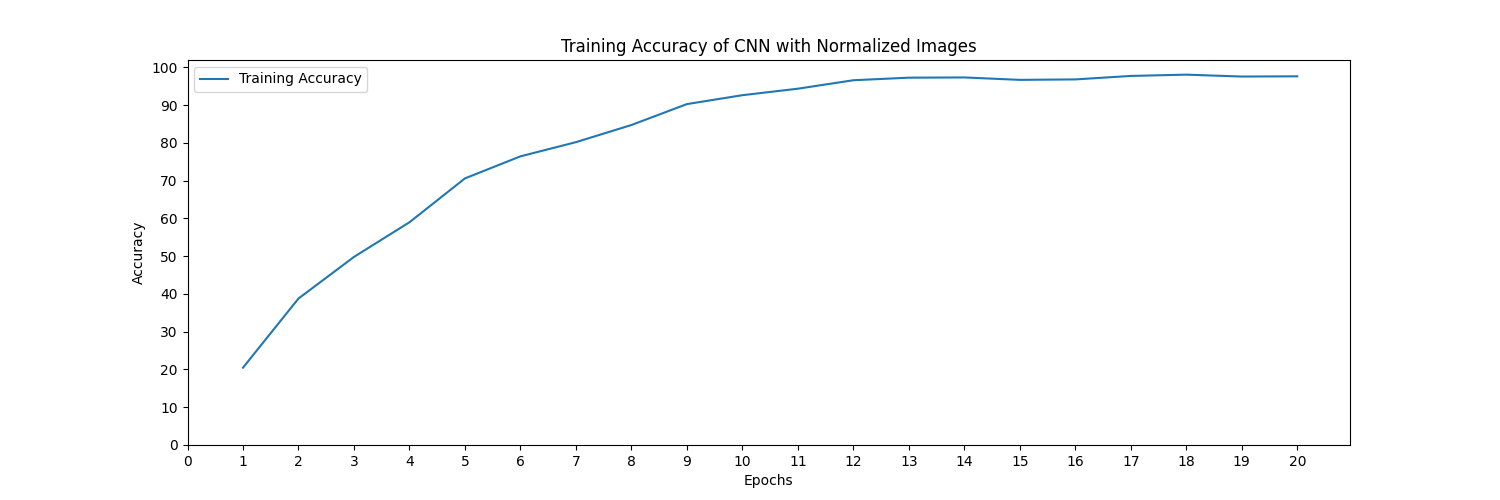 Training Accuracy of CNN with Normalized Images
Training Accuracy
Accuracy
100
90
80
70
60
50
40
30
20
10
0
0 1 2 3 4 5 6 7 8 9 10 11 12 13 14 15 16 17 18 19 20
Epochs